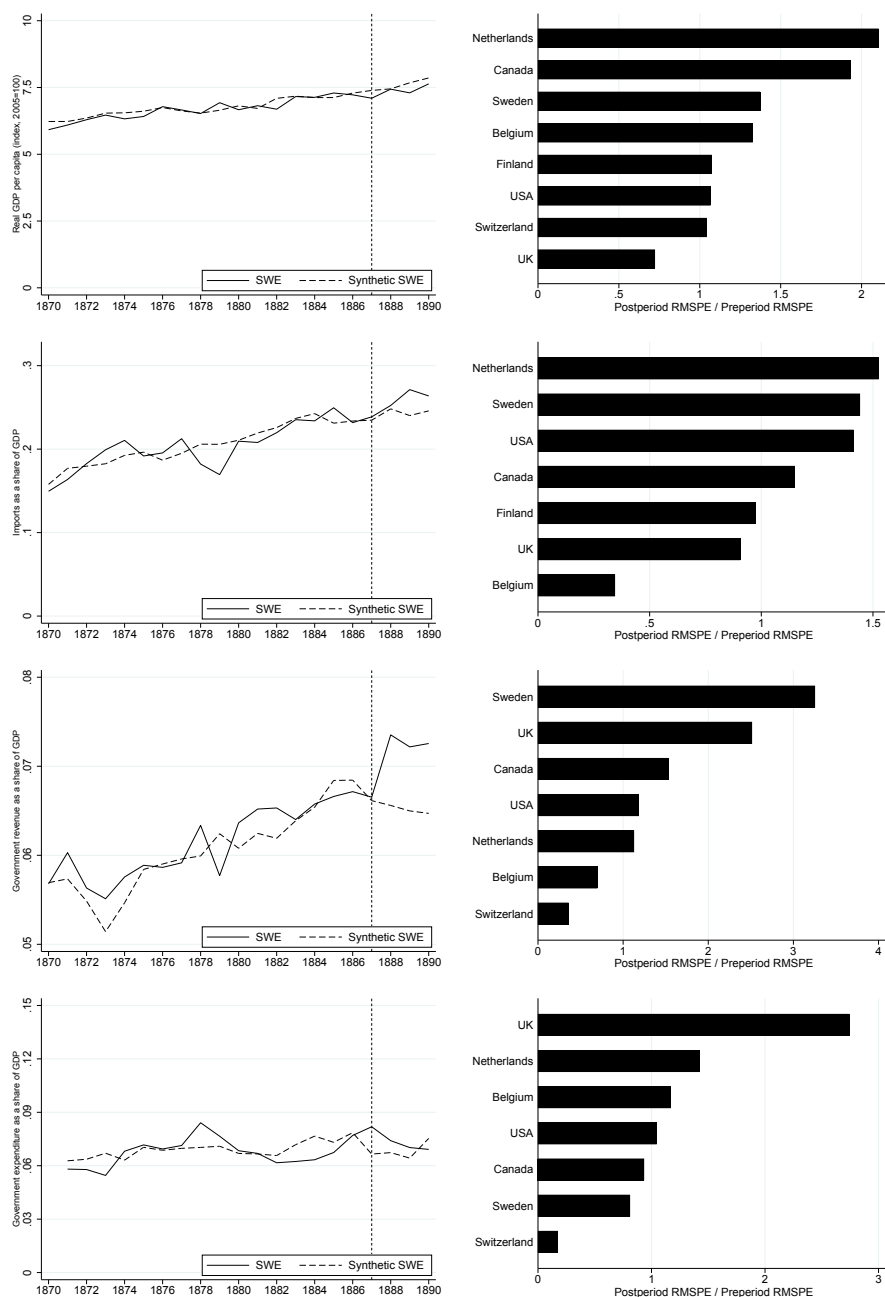 Real GDP per capita (index, 2005=100)
10
7.5
5
2.5
0
SWE Synthetic SWE
1870 1872 1874 1876 1878 1880 1882 1884 1886 1888 1890
Netherlands
Canada
Sweden
Belgium
Finland
USA
Switzerland
UK
0 .5 1 1.5 2
Postperiod RMSPE / Preperiod RMSPE
Imports as a share of GDP
.3
.2
.1
0
SWE Synthetic SWE
1870 1872 1874 1876 1878 1880 1882 1884 1886 1888 1890
Netherlands
Sweden
USA
Canada
Finland
UK
Belgium
0 .5 1 1.5
Postperiod RMSPE / Preperiod RMSPE
Government revenue as a share of GDP
.08
.07
.06
.05
SWE Synthetic SWE
1870 1872 1874 1876 1878 1880 1882 1884 1886 1888 1890
Sweden
UK
Canada
USA
Netherlands
Belgium
Switzerland
0 1 2 3 4
Postperiod RMSPE / Preperiod RMSPE
Government expenditure as a share of GDP
.15
.12
.09
.06
.03
0
SWE Synthetic SWE
1870 1872 1874 1876 1878 1880 1882 1884 1886 1888 1890
UK
Netherlands
Belgium
USA
Canada
Sweden
Switzerland
0 1 2 3
Postperiod RMSPE / Preperiod RMSPE